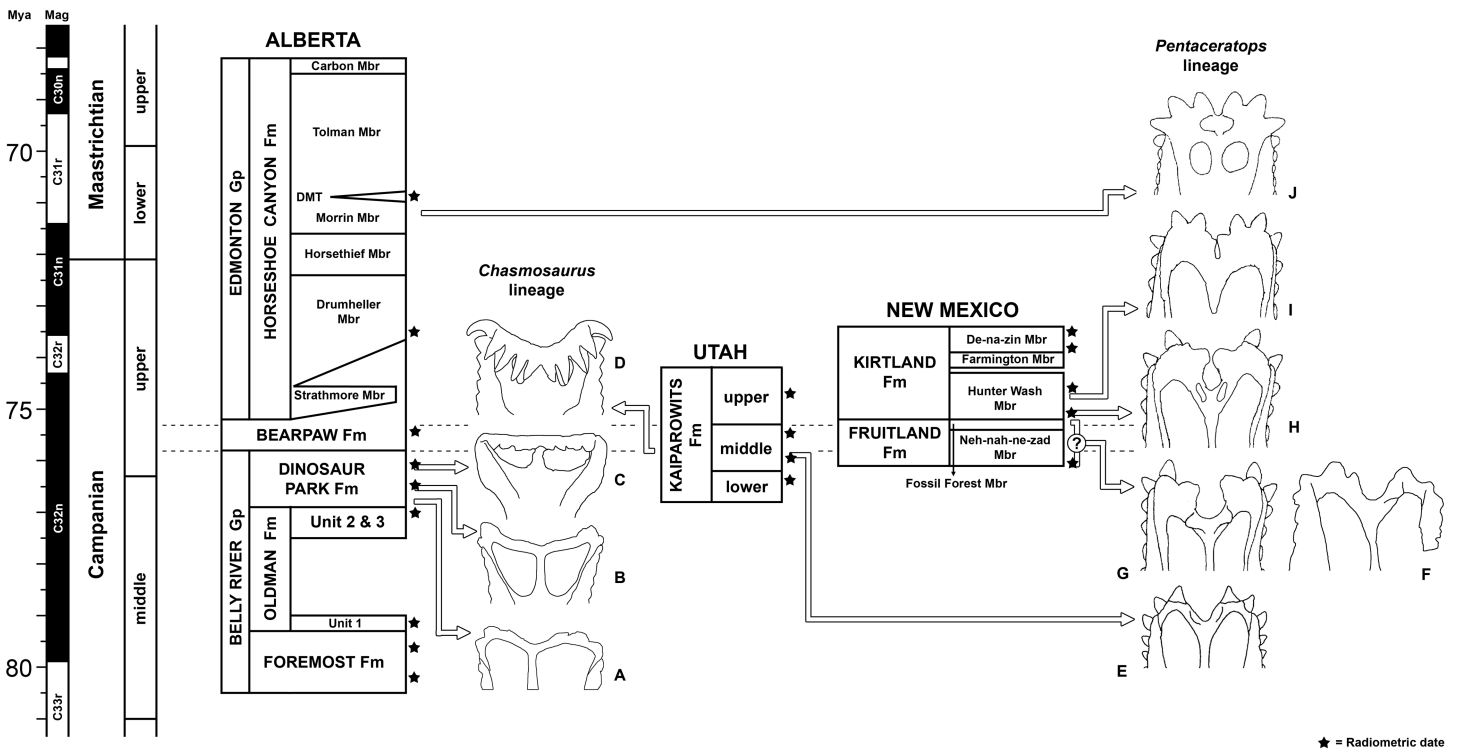 Mya Mag
C30n
C31r
C31n
C32r
C32n
C33r
70
75
80
Maastrichtian
Campanian
upper
lower
upper
middle
ALBERTA
EDMONTON Gp
HORSESHOE CANYON Fm
Carbon Mbr
Tolman Mbr
DMT
Morrin Mbr
Horsethief Mbr
Drumheller
Mbr
Strathmore Mbr
BEARPAW Fm
BELLY RIVER Gp
DINOSAUR
PARK Fm
OLDMAN Fm
Unit 2 & 3
Unit 1
FOREMOST Fm
Chasmosaurus
lineage
D
C
B
A
UTAH
KAIPAROWITS
Fm
upper
middle
lower
NEW MEXICO
KIRTLAND
Fm
De-na-zin Mbr
Farmington Mbr
Hunter Wash
Mbr
FRUITLAND
Fm
Neh-nah-ne-zad
Mbr
Fossil Forest Mbr
?
Pentaceratops
lineage
J
I
H
G
F
E
★ = Radiometric date